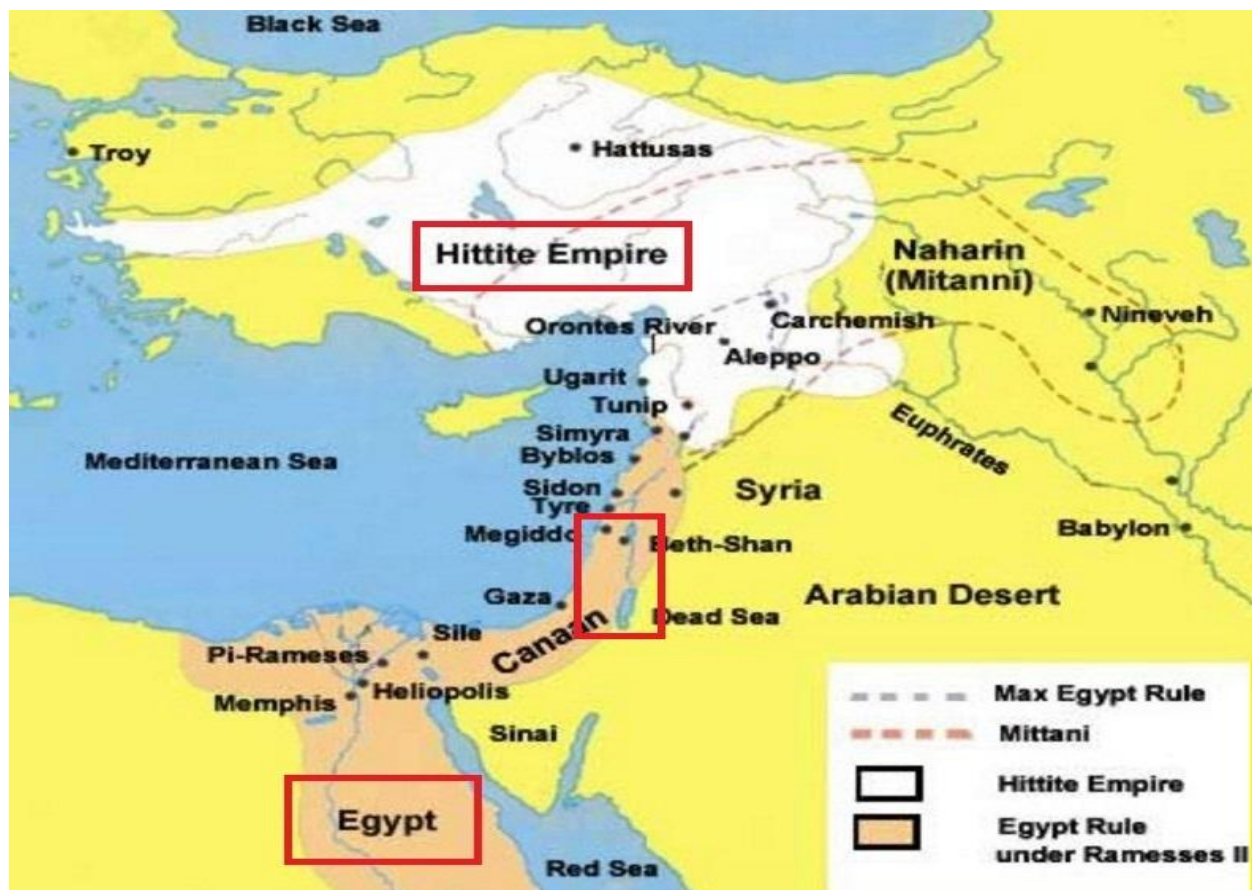 Black Sea
Troy
Hattusas
Hittite Empire
Naharin
(Mitanni)
Nineveh
Orontes River
Carchemish
Aleppo
Ugarit
Tunip
Simyra
Byblos
Mediterranean Sea
Euphrates
Sidon
Syria
Tyre
Megiddo
Beth-Shan
Babylon
Gaza
Canaan
Dead Sea
Arabian Desert
Sile
Pi-Rameses
Heliopolis
Memphis
Sinai
Egypt
Red Sea
Max Egypt Rule
Mittani
Hittite Empire
Egypt Rule
under Ramesses II